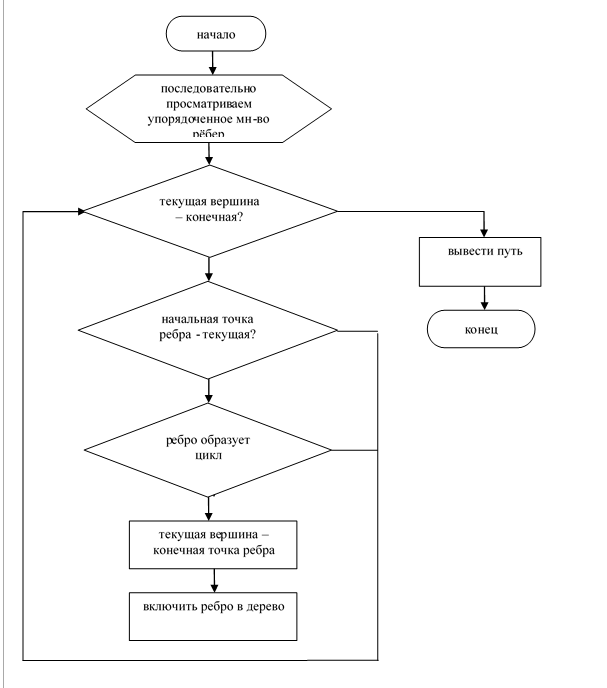 начало
последовательно
просматриваем
упорядоченное мн-во
рёбер
текущая вершина
– конечная?
вывести путь
начальная точка
ребра - текущая?
конец
ребро образует
цикл
текущая вершина –
конечная точка ребра
включить ребро в дерево